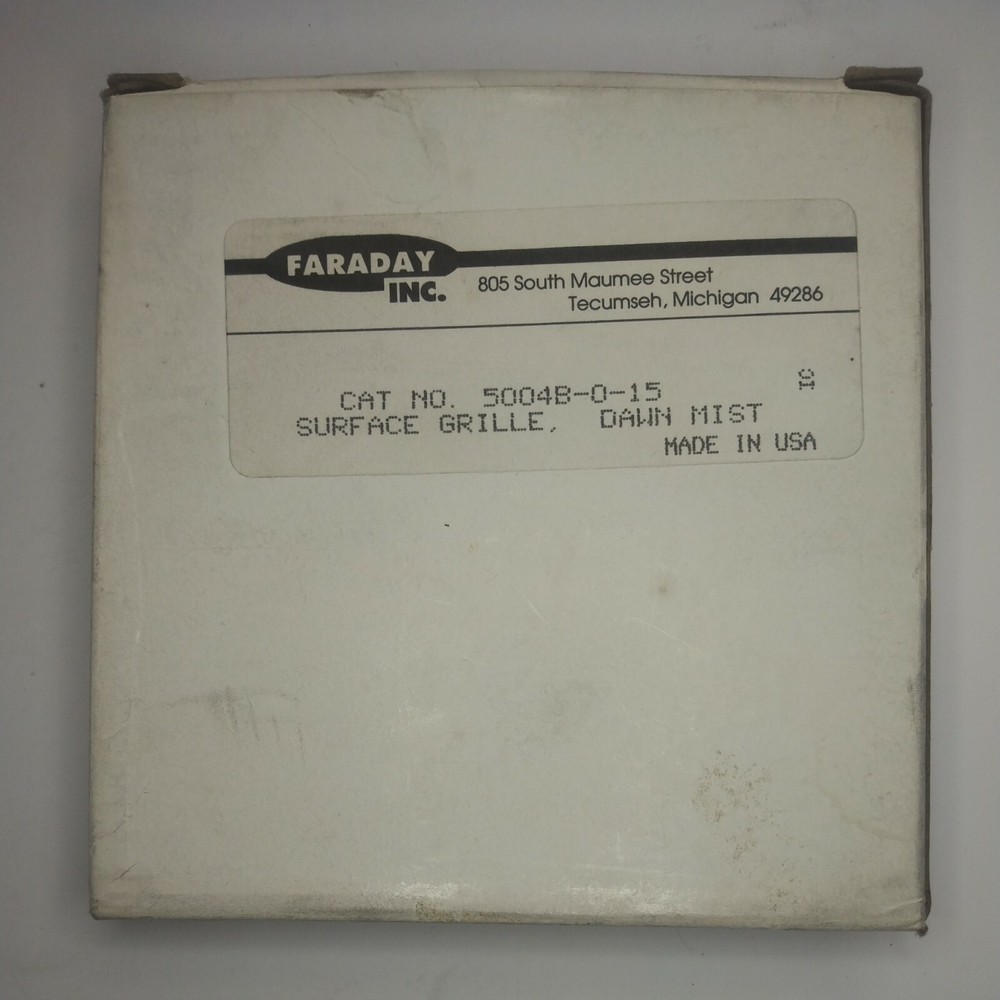 FARADAY
INC.
805 South Maumee Street
Tecumseh, Michigan 49286
CAT NO. 5004B-0-15
SURFACE GRILLE, DAWN MIST
MADE IN USA